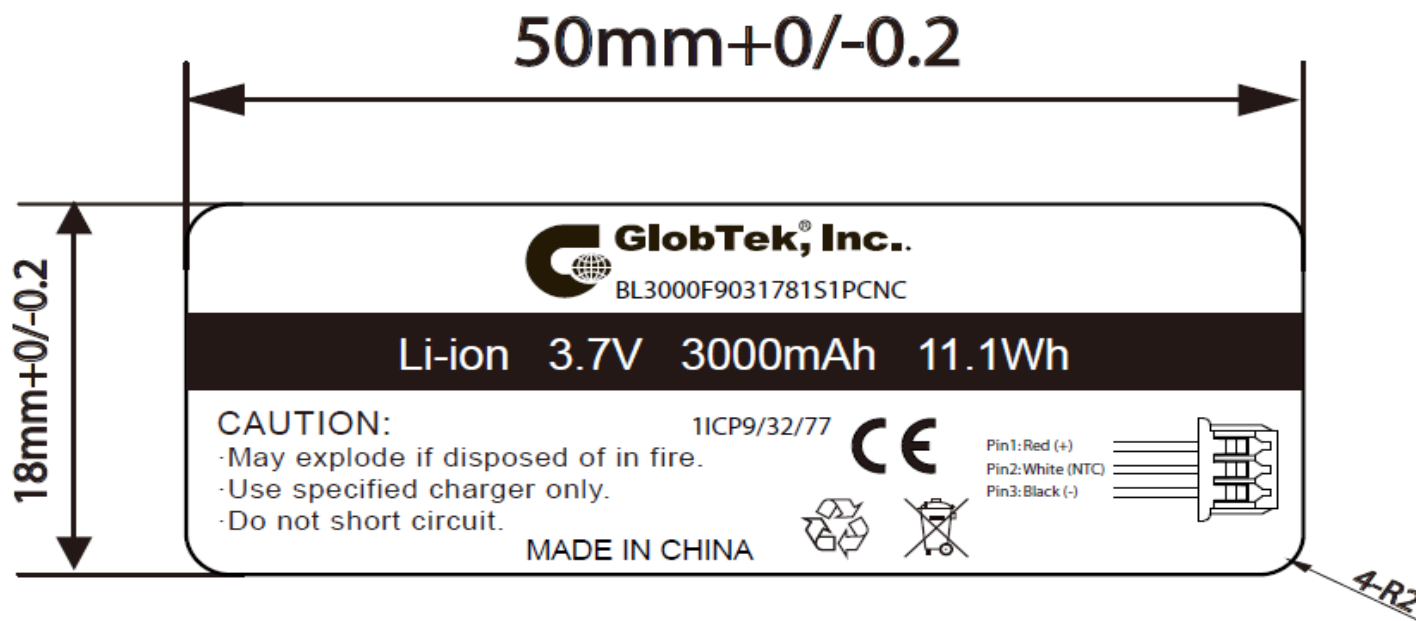 50mm+0/-0.2
18mm+0/-0.2
GlobTek®, Inc..
BL3000F9031781S1PCNC
Li-ion 3.7V 3000mAh 11.1Wh
CAUTION:
·May explode if disposed of in fire.
·Use specified charger only.
·Do not short circuit.
MADE IN CHINA
1ICP9/32/77
CE
Pin1:Red (+)
Pin2:White (NTC)
Pin3:Black (-)
4-R2